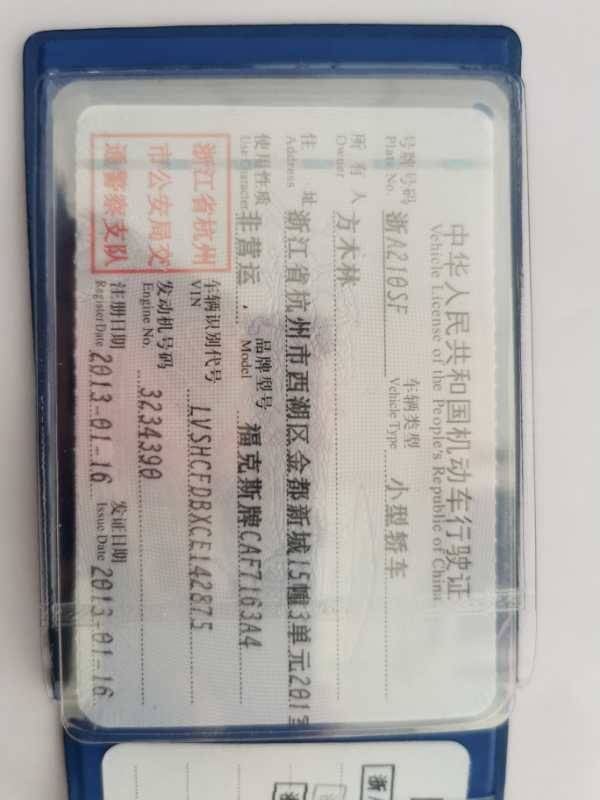 中华人民共和国机动车行驶证
Vehicle License of the People's Republic of China
号牌号码 浙A210SF 车辆类型 小型轿车
Plate No. Vehicle Type
所有人 方木林
Owner
住址 浙江省杭州市西湖区金都新城15幢3单元201室
Address
使用性质 非营运 品牌型号 福克斯牌CAF7163A4
Use Character Model
浙江省杭州
市公安局交
通警察支队
车辆识别代号 LVSHCFDBXCE142875
VIN
发动机号码 3234390
Engine No.
注册日期 2013-01-16 发证日期 2013-01-16
Register Date Issue Date
浙